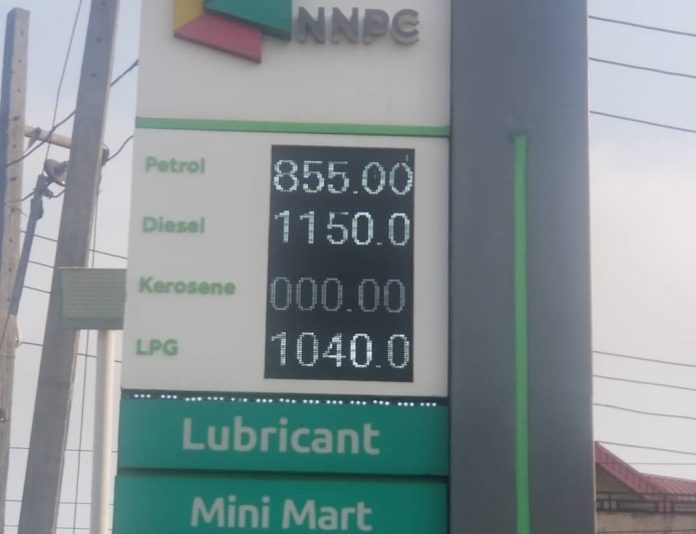 NNPC
Petrol 855.00
Diesel 1150.0
Kerosene 000.00
LPG 1040.0
Lubricant
Mini Mart